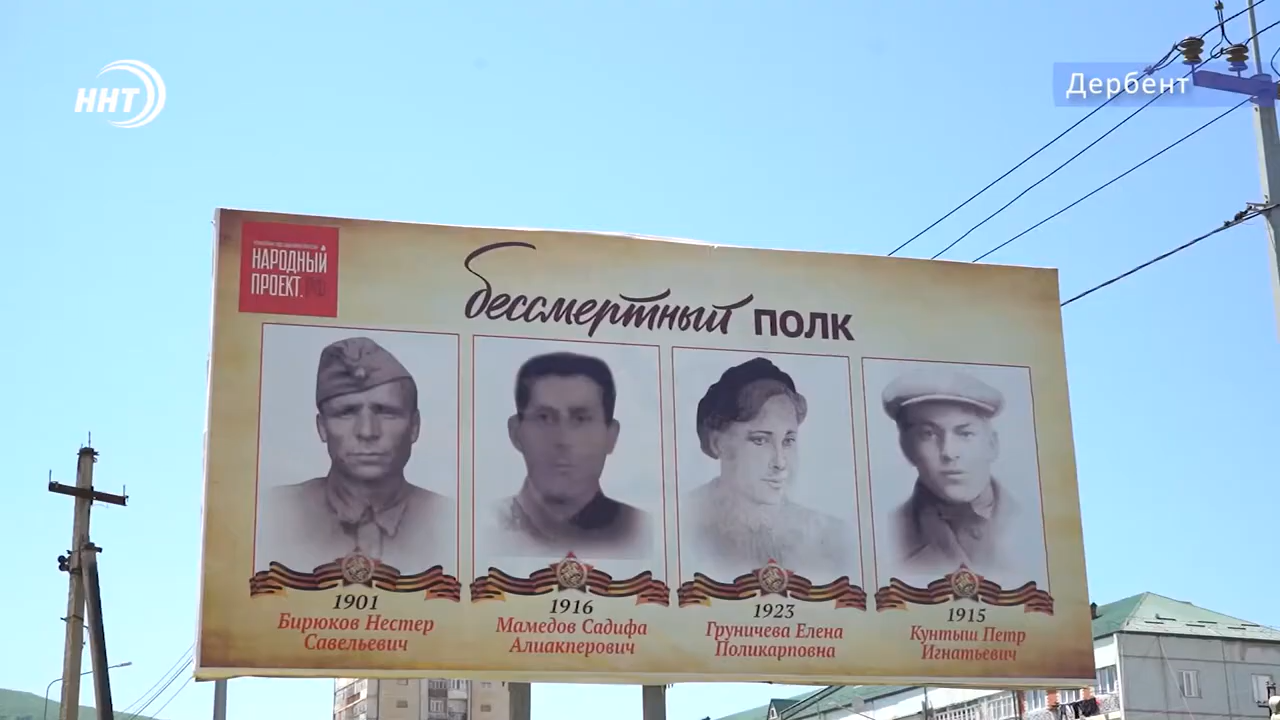 ННТ
Дербент
НАРОДНЫЙ
ПРОЕКТ.
бессмертный ПОЛК
1901
Бирюков Нестер
Савельевич
1916
Мамедов Садифа
Алиакперович
1923
Груничева Елена
Поликарповна
1915
Кунтыш Петр
Игнатьевич